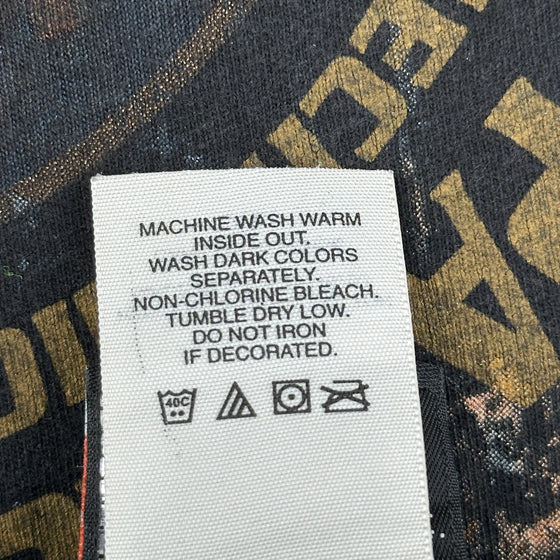 MACHINE WASH WARM
INSIDE OUT.
WASH DARK COLORS
SEPARATELY.
NON-CHLORINE BLEACH.
TUMBLE DRY LOW.
DO NOT IRON
IF DECORATED.
40C